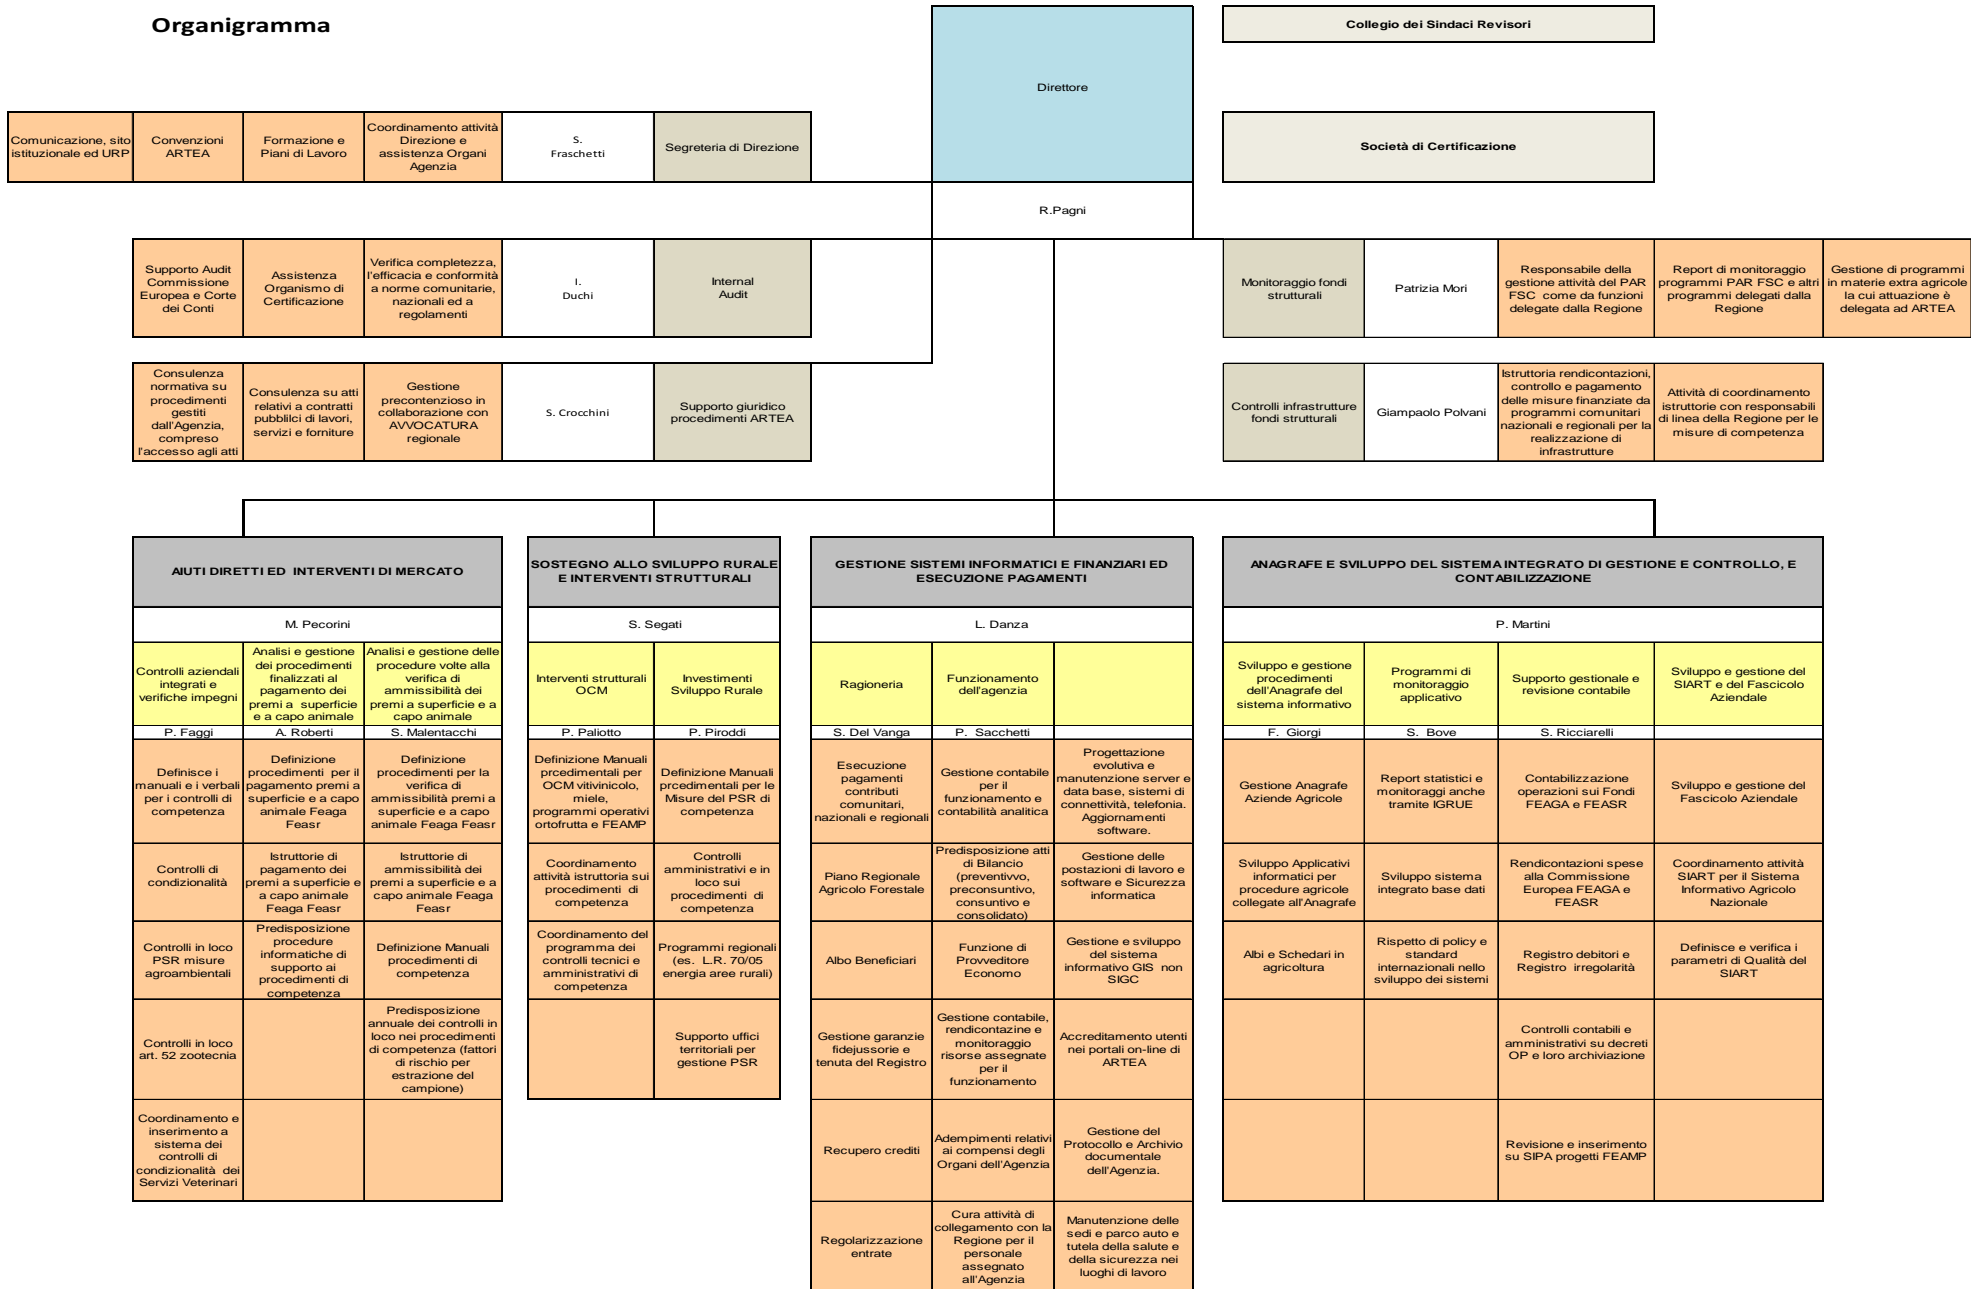 Organigramma
Direttore
Collegio dei Sindaci Revisori
Comunicazione, sito
istituzionale ed URP
Convenzioni
ARTEA
Formazione e
Piani di Lavoro
Coordinamento attività
Direzione e
assistenza Organi
Agenzia
S.
Fraschetti
Segreteria di Direzione
Società di Certificazione
R.Pagni
Supporto Audit
Commissione
Europea e Corte
dei Conti
Assistenza
Organismo di
Certificazione
Verifica completezza,
l'efficacia e conformità
a norme comunitarie,
nazionali ed a
regolamenti
I.
Duchi
Internal
Audit
Monitoraggio fondi
strutturali
Patrizia Mori
Responsabile della
gestione attività del PAR
FSC  come da funzioni
delegate dalla Regione
Report di monitoraggio
programmi PAR FSC e altri
programmi delegati dalla
Regione
Gestione di programmi
in materie extra agricole
la cui attuazione è
delegata ad ARTEA
Consulenza
normativa su
procedimenti
gestiti
dall'Agenzia,
compreso
l'accesso agli atti
Consulenza su atti
relativi a contratti
pubblilci di lavori,
servizi e forniture
Gestione
precontenzioso in
collaborazione con
AVVOCATURA
regionale
S. Crocchini
Supporto giuridico
procedimenti ARTEA
Controlli infrastrutture
fondi strutturali
Giampaolo Polvani
Istruttoria rendicontazioni,
controllo e pagamento
delle misure finanziate da
programmi comunitari
nazionali e regionali per la
realizzazione di
infrastrutture
Attività di coordinamento
istruttorie con responsabili
di linea della Regione per le
misure di competenza
AIUTI DIRETTI ED  INTERVENTI DI MERCATO
M. Pecorini
Controlli aziendali
integrati e
verifiche impegni
Analisi e gestione
dei procedimenti
finalizzati al
pagamento dei
premi a  superficie
e a capo animale
Analisi e gestione delle
procedure volte alla
verifica di
ammissibilità dei
premi a superficie e a
capo animale
P. Faggi
A. Roberti
S. Malentacchi
Definisce i
manuali e i verbali
per i controlli di
competenza
Definizione
procedimenti  per il
pagamento premi a
superficie e a capo
animale Feaga
Feasr
Definizione
procedimenti per la
verifica di
ammissibilità premi a
superficie e a capo
animale Feaga Feasr
Controlli di
condizionalità
Istruttorie di
pagamento dei
premi a superficie e
a capo animale
Feaga Feasr
Istruttorie di
ammissibilità dei
premi a superficie e a
capo animale Feaga
Feasr
Controlli in loco
PSR misure
agroambientali
Predisposizione
procedure
informatiche di
supporto ai
procedimenti di
competenza
Definizione Manuali
procedimenti di
competenza
Controlli in loco
art. 52 zootecnia
Predisposizione
annuale dei controlli in
loco nei procedimenti
di competenza (fattori
di rischio per
estrazione del
campione)
Coordinamento e
inserimento a
sistema dei
controlli di
condizionalità  dei
Servizi Veterinari
SOSTEGNO ALLO SVILUPPO RURALE
E INTERVENTI STRUTTURALI
S. Segati
Interventi strutturali
OCM
Investimenti
Sviluppo Rurale
P. Paliotto
P. Piroddi
Definizione Manuali
prcedimentali per
OCM vitivinicolo,
miele,
programmi operativi
ortofrutta e FEAMP
Definizione Manuali
prcedimentali per le
Misure del PSR di
competenza
Coordinamento
attività istruttoria sui
procedimenti  di
competenza
Controlli
amministrativi e in
loco sui
procedimenti  di
competenza
Coordinamento del
programma dei
controlli tecnici e
amministrativi di
competenza
Programmi regionali
(es.  L.R. 70/05
energia aree rurali)
Supporto uffici
territoriali per
gestione PSR
GESTIONE SISTEMI INFORMATICI E FINANZIARI ED
ESECUZIONE PAGAMENTI
L. Danza
Ragioneria
Funzionamento
dell'agenzia
S. Del Vanga
P.  Sacchetti
Esecuzione
pagamenti
contributi
comunitari,
nazionali e regionali
Gestione contabile
per il
funzionamento e
contabilità analitica
Progettazione
evolutiva e
manutenzione server e
data base, sistemi di
connettività, telefonia.
Aggiornamenti
software.
Piano Regionale
Agricolo Forestale
Predisposizione atti
di Bilancio
(preventivvo,
preconsuntivo,
consuntivo e
consolidato)
Gestione delle
postazioni di lavoro e
software e Sicurezza
informatica
Albo Beneficiari
Funzione di
Provveditore
Economo
Gestione e sviluppo
del sistema
informativo GIS  non
SIGC
Gestione garanzie
fidejussorie e
tenuta del Registro
Gestione contabile,
rendicontazine e
monitoraggio
risorse assegnate
per il
funzionamento
Accreditamento utenti
nei portali on-line di
ARTEA
Recupero crediti
Adempimenti relativi
ai compensi degli
Organi dell'Agenzia
Gestione del
Protocollo e Archivio
documentale
dell'Agenzia.
Regolarizzazione
entrate
Cura attività di
collegamento con la
Regione per il
personale
assegnato
all'Agenzia
Manutenzione delle
sedi e parco auto e
tutela della salute e
della sicurezza nei
luoghi di lavoro
ANAGRAFE E SVILUPPO DEL SISTEMA INTEGRATO DI GESTIONE E CONTROLLO, E
CONTABILIZZAZIONE
P. Martini
Sviluppo e gestione
procedimenti
dell'Anagrafe del
sistema informativo
Programmi di
monitoraggio
applicativo
Supporto gestionale e
revisione contabile
Sviluppo e gestione del
SIART e del Fascicolo
Aziendale
F.  Giorgi
S.  Bove
S. Ricciarelli
Gestione Anagrafe
Aziende Agricole
Report statistici e
monitoraggi anche
tramite IGRUE
Contabilizzazione
operazioni sui Fondi
FEAGA e FEASR
Sviluppo e gestione del
Fascicolo Aziendale
Sviluppo Applicativi
informatici per
procedure agricole
collegate all'Anagrafe
Sviluppo sistema
integrato base dati
Rendicontazioni spese
alla Commissione
Europea FEAGA e
FEASR
Coordinamento attività
SIART per il Sistema
Informativo Agricolo
Nazionale
Albi e Schedari in
agricoltura
Rispetto di policy e
standard
internazionali nello
sviluppo dei sistemi
Registro debitori e
Registro  irregolarità
Definisce e verifica i
parametri di Qualità del
SIART
Controlli contabili e
amministrativi su decreti
OP e loro archiviazione
Revisione e inserimento
su SIPA progetti FEAMP